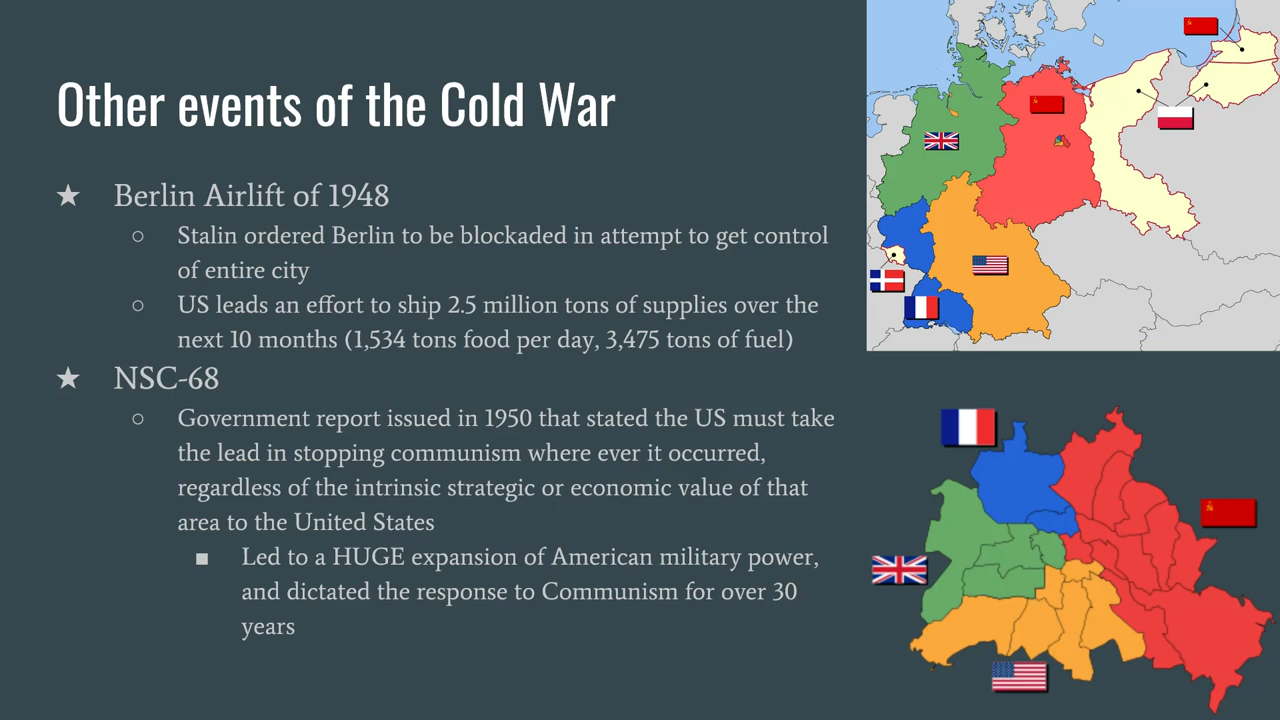 Other events of the Cold War
★ Berlin Airlift of 1948
○ Stalin ordered Berlin to be blockaded in attempt to get control
of entire city
○ US leads an effort to ship 2.5 million tons of supplies over the
next 10 months (1,534 tons food per day, 3,475 tons of fuel)
★ NSC-68
○ Government report issued in 1950 that stated the US must take
the lead in stopping communism where ever it occurred,
regardless of the intrinsic strategic or economic value of that
area to the United States
■ Led to a HUGE expansion of American military power,
and dictated the response to Communism for over 30
years